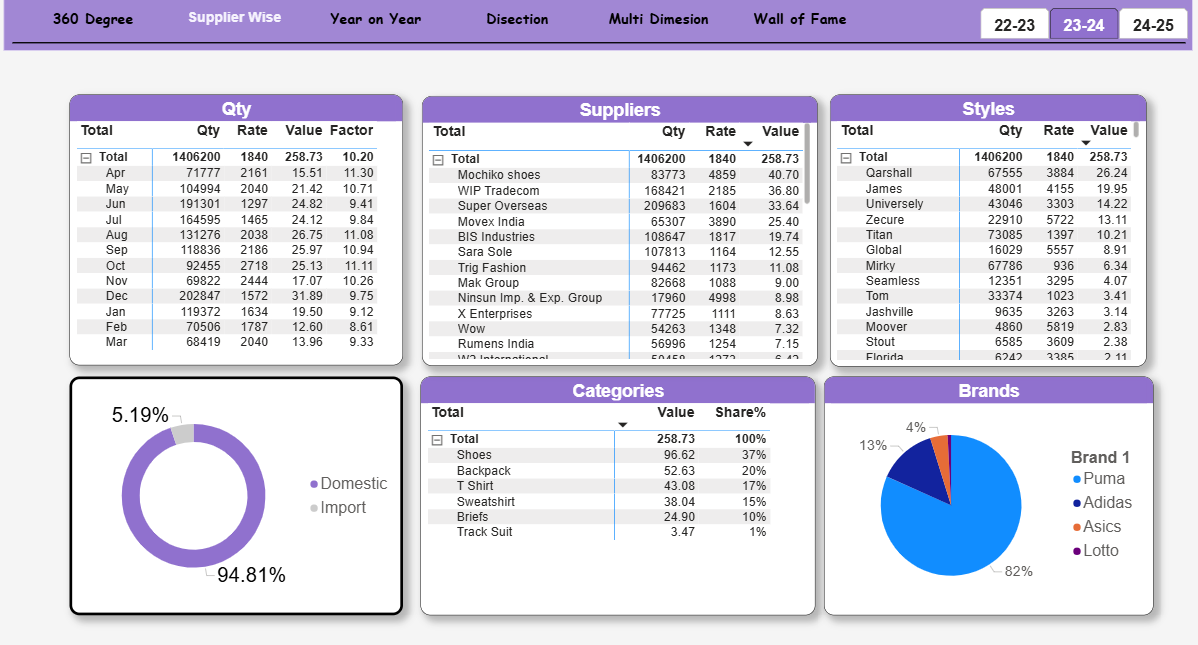 360 Degree Supplier Wise Year on Year Disection Multi Dimesion Wall of Fame 22-23 23-24 24-25
Qty
Total Qty Rate Value Factor
Total 1406200 1840 258.73 10.20
Apr 71777 2161 15.51 11.30
May 104994 2040 21.42 10.71
Jun 191301 1297 24.82 9.41
Jul 164595 1465 24.12 9.84
Aug 131276 2038 26.75 11.08
Sep 118836 2186 25.97 10.94
Oct 92455 2718 25.13 11.11
Nov 69822 2444 17.07 10.26
Dec 202847 1572 31.89 9.75
Jan 119372 1634 19.50 9.12
Feb 70506 1787 12.60 8.61
Mar 68419 2040 13.96 9.33
Suppliers
Total Qty Rate Value
Total 1406200 1840 258.73
Mochiko shoes 83773 4859 40.70
WIP Tradecom 168421 2185 36.80
Super Overseas 209683 1604 33.64
Movex India 65307 3890 25.40
BIS Industries 108647 1817 19.74
Sara Sole 107813 1164 12.55
Trig Fashion 94462 1173 11.08
Mak Group 82668 1088 9.00
Ninsun Imp. & Exp. Group 17960 4998 8.98
X Enterprises 77725 1111 8.63
Wow 54263 1348 7.32
Rumens India 56996 1254 7.15
Styles
Total Qty Rate Value
Total 1406200 1840 258.73
Qarshall 67555 3884 26.24
James 48001 4155 19.95
Universely 43046 3303 14.22
Zecure 22910 5722 13.11
Titan 73085 1397 10.21
Global 16029 5557 8.91
Mirky 67786 936 6.34
Seamless 12351 3295 4.07
Tom 33374 1023 3.41
Jashville 9635 3263 3.14
Moover 4860 5819 2.83
Stout 6585 3609 2.38
Florida 6242 3385 2.11
5.19%
94.81%
Domestic
Import
Categories
Total Value Share%
Total 258.73 100%
Shoes 96.62 37%
Backpack 52.63 20%
T Shirt 43.08 17%
Sweatshirt 38.04 15%
Briefs 24.90 10%
Track Suit 3.47 1%
Brands
4%
13%
82%
Brand 1
Puma
Adidas
Asics
Lotto